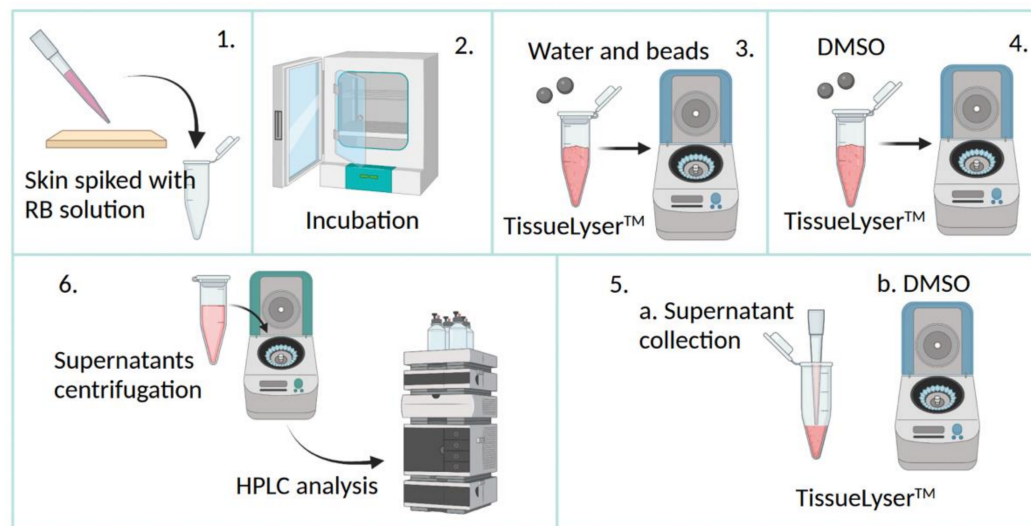 1.
Skin spiked with
RB solution
2.
Incubation
Water and beads
3.
TissueLyser™
DMSO
4.
TissueLyser™
6.
Supernatants
centrifugation
HPLC analysis
5.
a. Supernatant
collection
b. DMSO
TissueLyser™